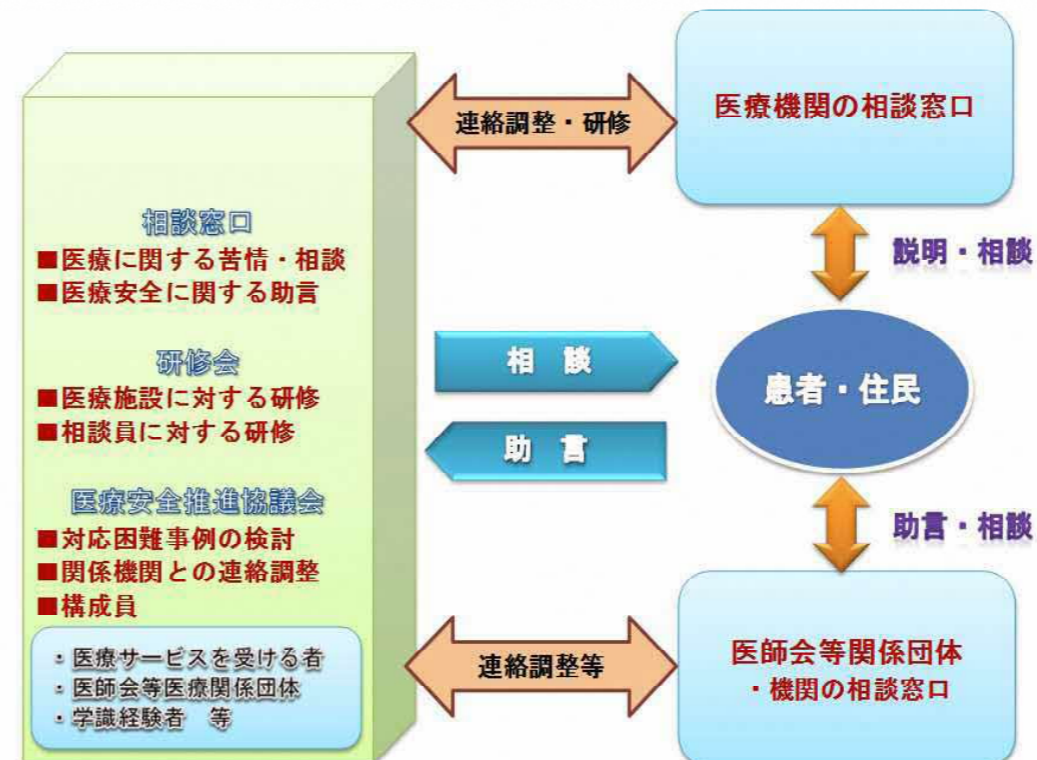 相談窓口
■医療に関する苦情・相談
■医療安全に関する助言
研修会
■医療施設に対する研修
■相談員に対する研修
医療安全推進協議会
■対応困難事例の検討
■関係機関との連絡調整
■構成員
・医療サービスを受ける者
・医師会等医療関係団体
・学識経験者　等
連絡調整・研修
医療機関の相談窓口
説明・相談
相　談
助　言
患者・住民
助言・相談
連絡調整等
医師会等関係団体
・機関の相談窓口